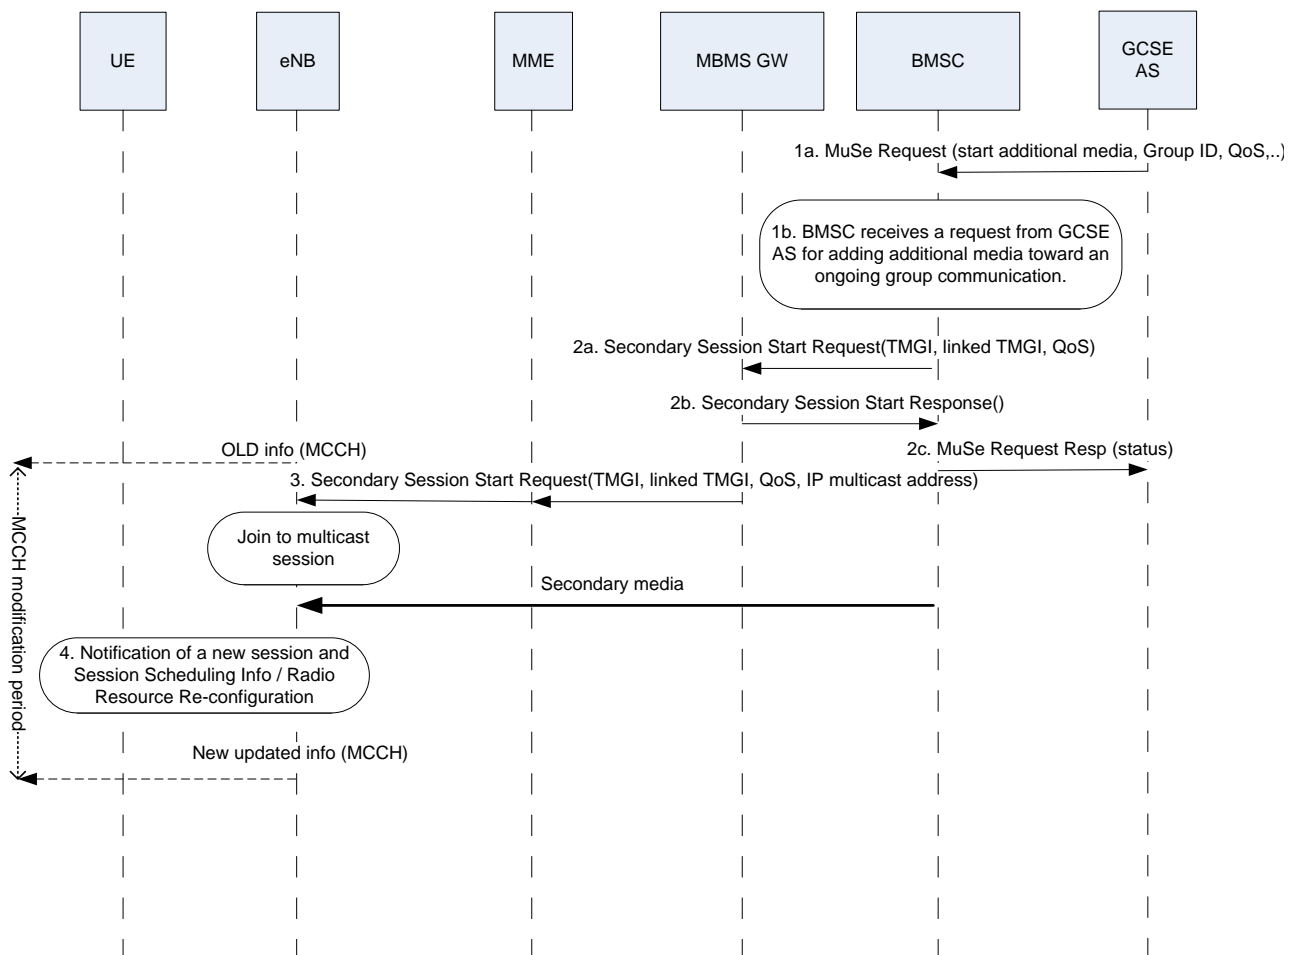 UE
eNB
MME
MBMS GW
BMSC
GCSE
AS
1a. MuSe Request (start additional media, Group ID, QoS,..)
1b. BMSC receives a request from GCSE
AS for adding additional media toward an
ongoing group communication.
2a. Secondary Session Start Request(TMGI, linked TMGI, QoS)
2b. Secondary Session Start Response()
OLD info (MCCH)
2c. MuSe Request Resp (status)
3. Secondary Session Start Request(TMGI, linked TMGI, QoS, IP multicast address)
Join to multicast
session
Secondary media
MCCH modification period
4. Notification of a new session and
Session Scheduling Info / Radio
Resource Re-configuration
New updated info (MCCH)